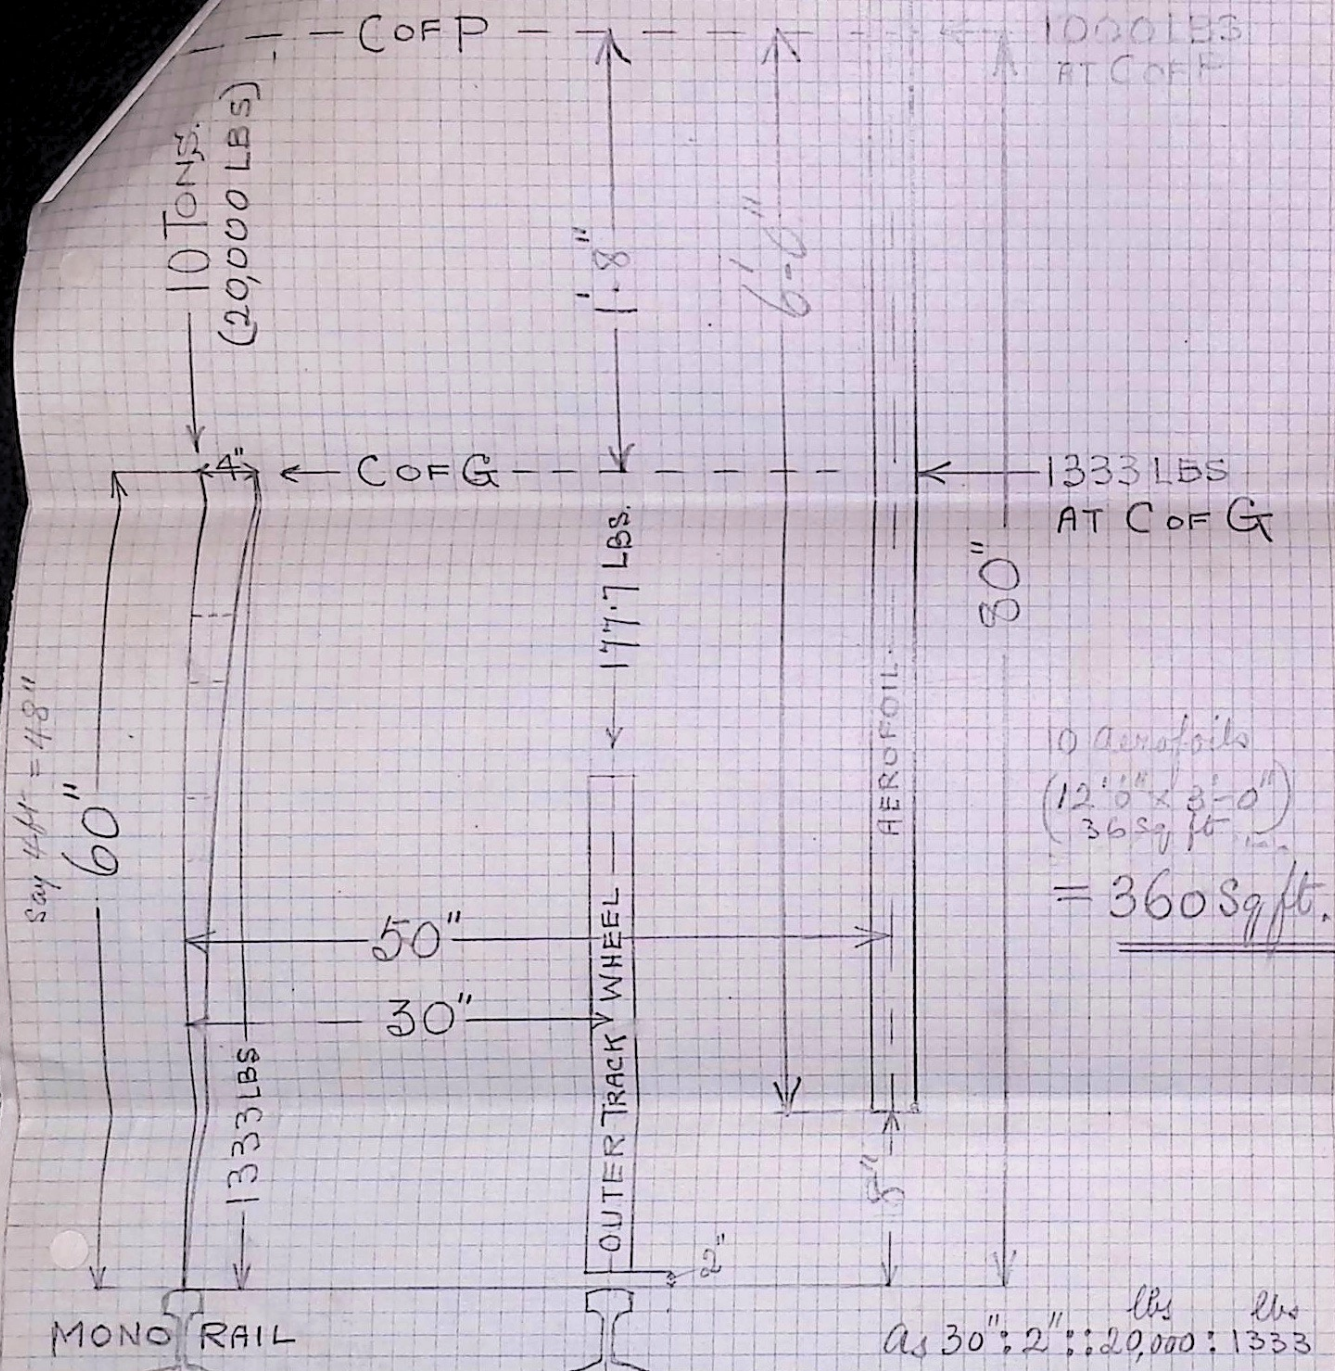 C OF P
1000 LBS
AT C OF P
10 TONS.
(20,000 LBS)
1'.8"
6'-6"
4"
C OF G
1333 LBS
AT C OF G
177.7 LBS.
80"
Say 4ft = 48"
60"
AEROFOIL
10 aerofoils
(12'0" x 3'-0")
36 sq ft
= 360 Sq ft.
50"
30"
OUTER TRACK WHEEL
1333 LBS
8"
2"
MONO RAIL
lbs lbs
As 30" : 2" :: 20,000 : 1333